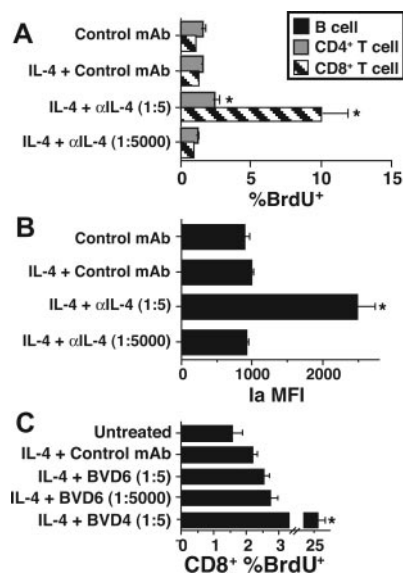 A
B cell
CD4+ T cell
CD8+ T cell
Control mAb
IL-4 + Control mAb
IL-4 + αIL-4 (1:5)
*
*
IL-4 + αIL-4 (1:5000)
0 5 10 15
%BrdU+
B
Control mAb
IL-4 + Control mAb
IL-4 + αIL-4 (1:5)
*
IL-4 + αIL-4 (1:5000)
0 1000 2000
Ia MFI
C
Untreated
IL-4 + Control mAb
IL-4 + BVD6 (1:5)
IL-4 + BVD6 (1:5000)
IL-4 + BVD4 (1:5)
*
0 1 2 3 25
CD8+ %BrdU+